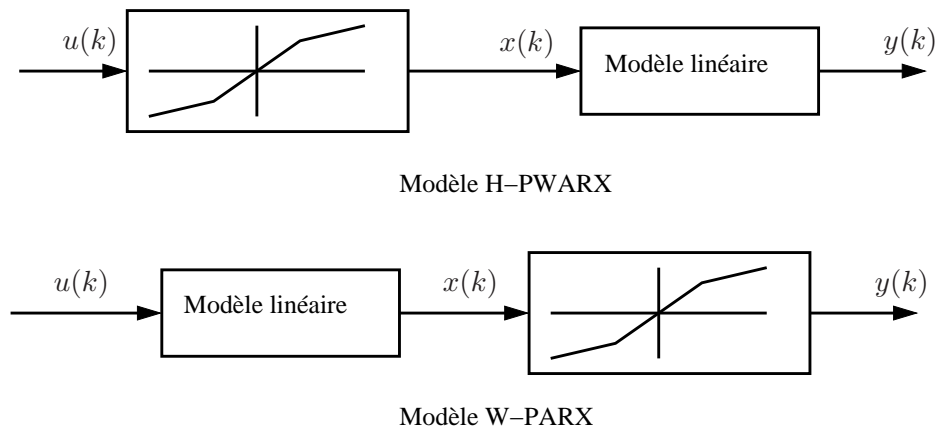 u(k)
x(k)
Modèle linéaire
y(k)
Modèle H−PWARX
u(k)
Modèle linéaire
x(k)
y(k)
Modèle W−PARX